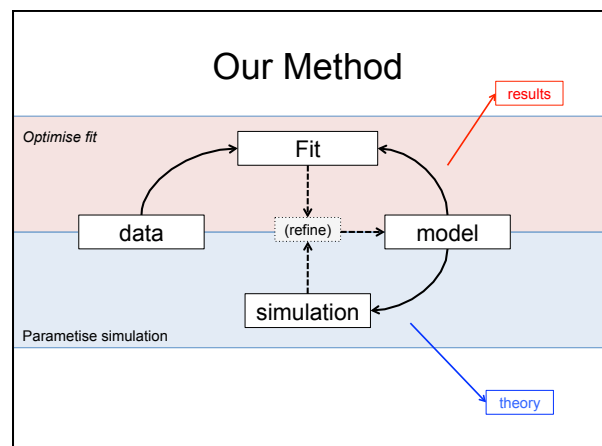 Our Method
results
Optimise fit
Fit
data
(refine)
model
simulation
Parametise simulation
theory